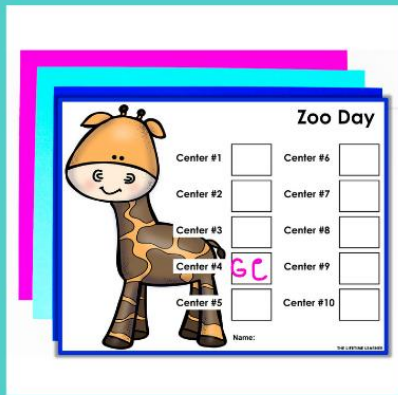 Zoo Day
Center #1
Center #2
Center #3
Center #4 GC
Center #5
Center #6
Center #7
Center #8
Center #9
Center #10
Name:
THE LIFETIME LEARNER